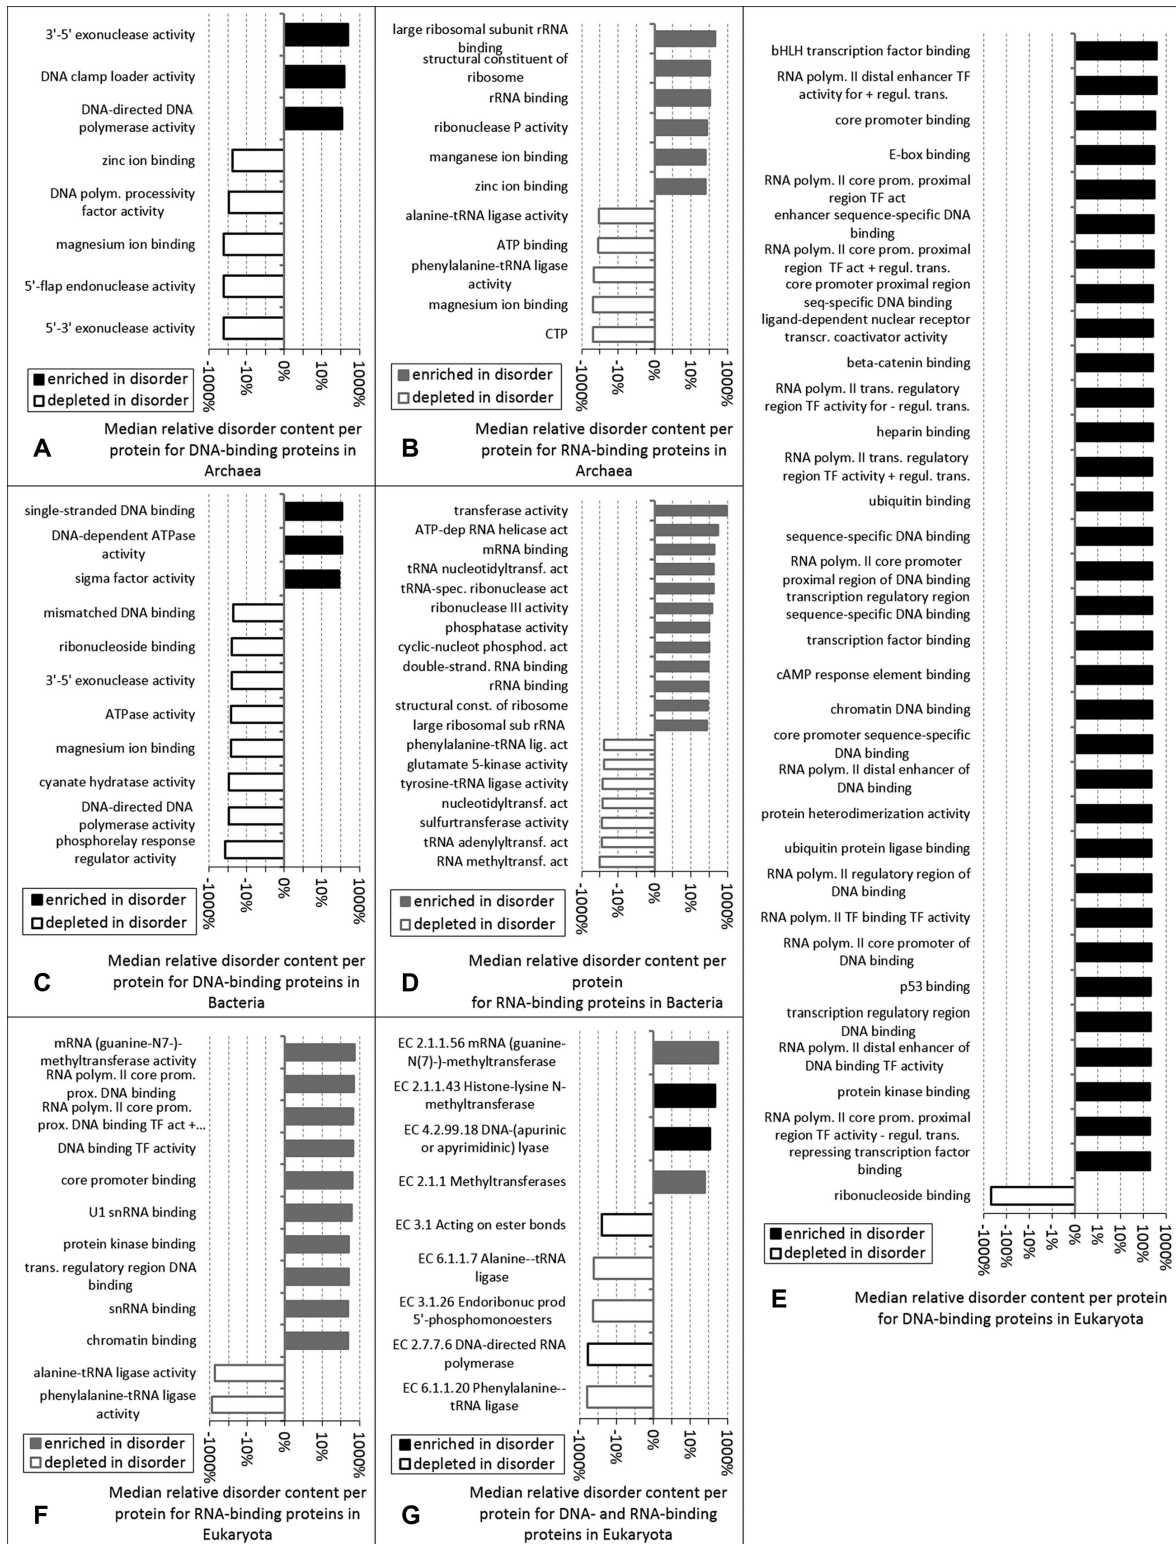 3'-5' exonuclease activity
DNA clamp loader activity
DNA-directed DNA
polymerase activity
zinc ion binding
DNA polym. processivity
factor activity
magnesium ion binding
5'-flap endonuclease activity
5'-3' exonuclease activity
-1000%
-10%
0%
10%
1000%
enriched in disorder
depleted in disorder
A
Median relative disorder content per
protein for DNA-binding proteins in
Archaea
large ribosomal subunit rRNA
binding
structural constituent of
ribosome
rRNA binding
ribonuclease P activity
manganese ion binding
zinc ion binding
alanine-tRNA ligase activity
ATP binding
phenylalanine-tRNA ligase
activity
magnesium ion binding
CTP
-1000%
-10%
0%
10%
1000%
enriched in disorder
depleted in disorder
B
Median relative disorder content per
protein for RNA-binding proteins in
Archaea
single-stranded DNA binding
DNA-dependent ATPase
activity
sigma factor activity
mismatched DNA binding
ribonucleoside binding
3'-5' exonuclease activity
ATPase activity
magnesium ion binding
cyanate hydratase activity
DNA-directed DNA
polymerase activity
phosphorelay response
regulator activity
-1000%
-10%
0%
10%
1000%
enriched in disorder
depleted in disorder
C
Median relative disorder content per
protein for DNA-binding proteins in
Bacteria
transferase activity
ATP-dep RNA helicase act
mRNA binding
tRNA nucleotidyltransf. act
tRNA-spec. ribonuclease act
ribonuclease III activity
phosphatase activity
cyclic-nucleot phosphod. act
double-strand. RNA binding
rRNA binding
structural const. of ribosome
large ribosomal sub rRNA
phenylalanine-tRNA lig. act
glutamate 5-kinase activity
tyrosine-tRNA ligase activity
nucleotidyltransf. act
sulfurtransferase activity
tRNA adenylyltransf. act
RNA methyltransf. act
-1000%
-10%
0%
10%
1000%
enriched in disorder
depleted in disorder
D
Median relative disorder content per
protein
for RNA-binding proteins in Bacteria
mRNA (guanine-N7-)-
methyltransferase activity
RNA polym. II core prom.
prox. DNA binding
RNA polym. II core prom.
prox. DNA binding TF act +...
DNA binding TF activity
core promoter binding
U1 snRNA binding
protein kinase binding
trans. regulatory region DNA
binding
snRNA binding
chromatin binding
alanine-tRNA ligase activity
phenylalanine-tRNA ligase
activity
-1000%
-10%
0%
10%
1000%
enriched in disorder
depleted in disorder
F
Median relative disorder content per
protein for RNA-binding proteins in
Eukaryota
EC 2.1.1.56 mRNA (guanine-
N(7)-)-methyltransferase
EC 2.1.1.43 Histone-lysine N-
methyltransferase
EC 4.2.99.18 DNA-(apurinic
or apyrimidinic) lyase
EC 2.1.1 Methyltransferases
EC 3.1 Acting on ester bonds
EC 6.1.1.7 Alanine--tRNA
ligase
EC 3.1.26 Endoribonuc prod
5'-phosphomonoesters
EC 2.7.7.6 DNA-directed RNA
polymerase
EC 6.1.1.20 Phenylalanine--
tRNA ligase
-1000%
-10%
0%
10%
1000%
enriched in disorder
depleted in disorder
G
Median relative disorder content per
protein for DNA- and RNA-binding
proteins in Eukaryota
bHLH transcription factor binding
RNA polym. II distal enhancer TF
activity for + regul. trans.
core promoter binding
E-box binding
RNA polym. II core prom. proximal
region TF act
enhancer sequence-specific DNA
binding
RNA polym. II core prom. proximal
region TF act + regul. trans.
core promoter proximal region
seq-specific DNA binding
ligand-dependent nuclear receptor
transcr. coactivator activity
beta-catenin binding
RNA polym. II trans. regulatory
region TF activity for - regul. trans.
heparin binding
RNA polym. II trans. regulatory
region TF activity + regul. trans.
ubiquitin binding
sequence-specific DNA binding
RNA polym. II core promoter
proximal region of DNA binding
transcription regulatory region
sequence-specific DNA binding
transcription factor binding
cAMP response element binding
chromatin DNA binding
core promoter sequence-specific
DNA binding
RNA polym. II distal enhancer of
DNA binding
protein heterodimerization activity
ubiquitin protein ligase binding
RNA polym. II regulatory region of
DNA binding
RNA polym. II TF binding TF activity
RNA polym. II core promoter of
DNA binding
p53 binding
transcription regulatory region
DNA binding
RNA polym. II distal enhancer of
DNA binding TF activity
protein kinase binding
RNA polym. II core prom. proximal
region TF activity - regul. trans.
repressing transcription factor
binding
ribonucleoside binding
-1000%
-100%
-10%
-1%
0%
1%
10%
100%
1000%
enriched in disorder
depleted in disorder
E
Median relative disorder content per protein
for DNA-binding proteins in Eukaryota